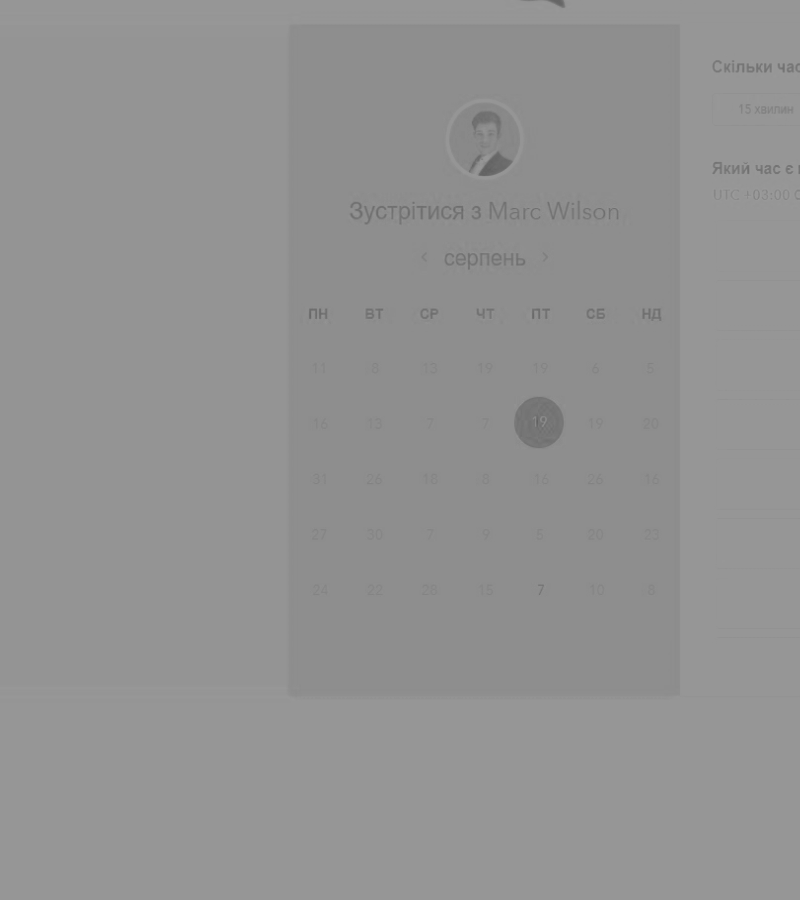 Зустрітися з Marc Wilson
серпень
ПН ВТ СР ЧТ ПТ СБ НД
11 8 13 19 19 6 5
16 13 7 7 19 19 20
31 26 18 8 16 26 16
27 30 7 9 5 20 23
24 22 28 15 7 10 8
Скільки час
15 хвилин
Який час є
UTC +03:00